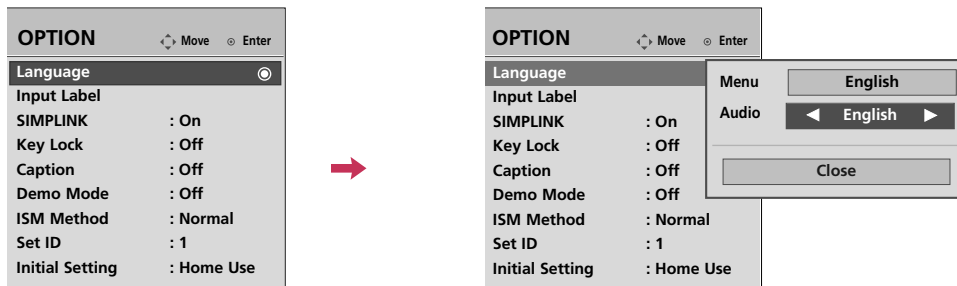 OPTION Move Enter
Language
Input Label
SIMPLINK : On
Key Lock : Off
Caption : Off
Demo Mode : Off
ISM Method : Normal
Set ID : 1
Initial Setting : Home Use
OPTION Move Enter
Language
Input Label
SIMPLINK : On
Key Lock : Off
Caption : Off
Demo Mode : Off
ISM Method : Normal
Set ID : 1
Initial Setting : Home Use
Menu English
Audio ◀ English ▶
Close